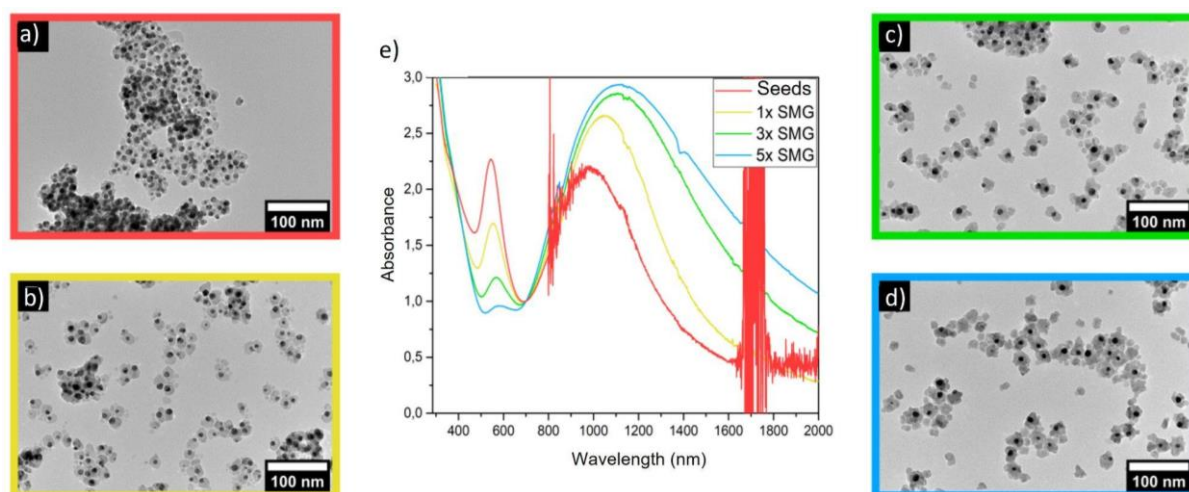 a)
100 nm
b)
100 nm
e)
Absorbance
3,0
2,5
2,0
1,5
1,0
0,5
0,0
400 600 800 1000 1200 1400 1600 1800 2000
Wavelength (nm)
Seeds
1x SMG
3x SMG
5x SMG
c)
100 nm
d)
100 nm